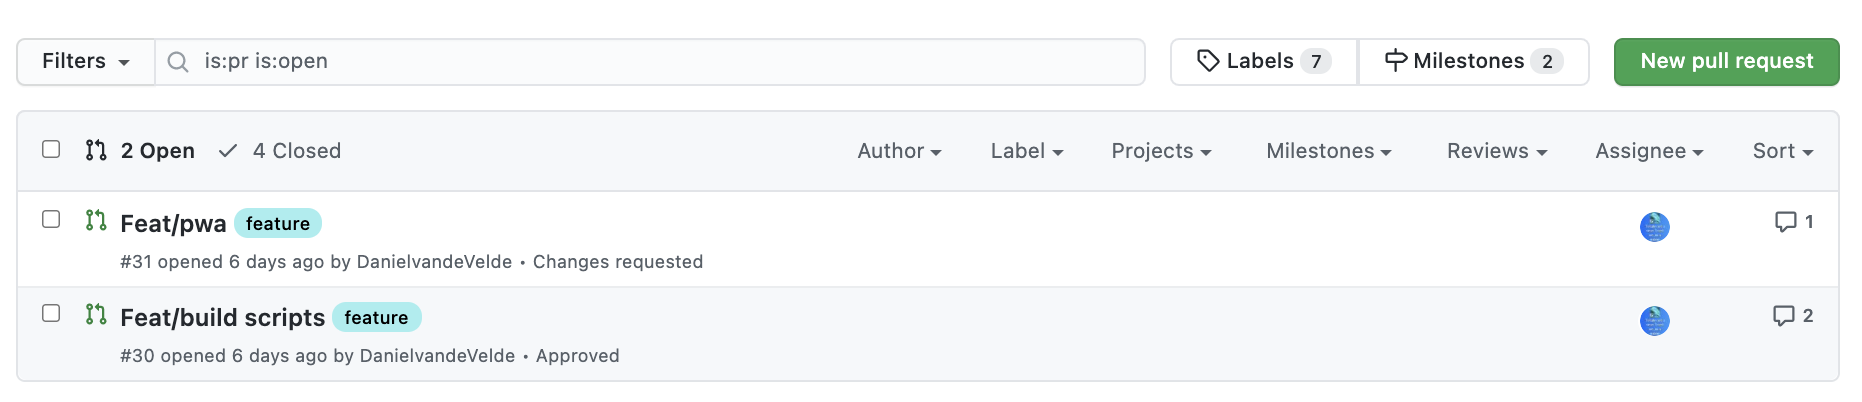 Filters is:pr is:open Labels 7 Milestones 2 New pull request
2 Open 4 Closed Author Label Projects Milestones Reviews Assignee Sort
Feat/pwa feature 1
#31 opened 6 days ago by DanielvandeVelde • Changes requested
Feat/build scripts feature 2
#30 opened 6 days ago by DanielvandeVelde • Approved